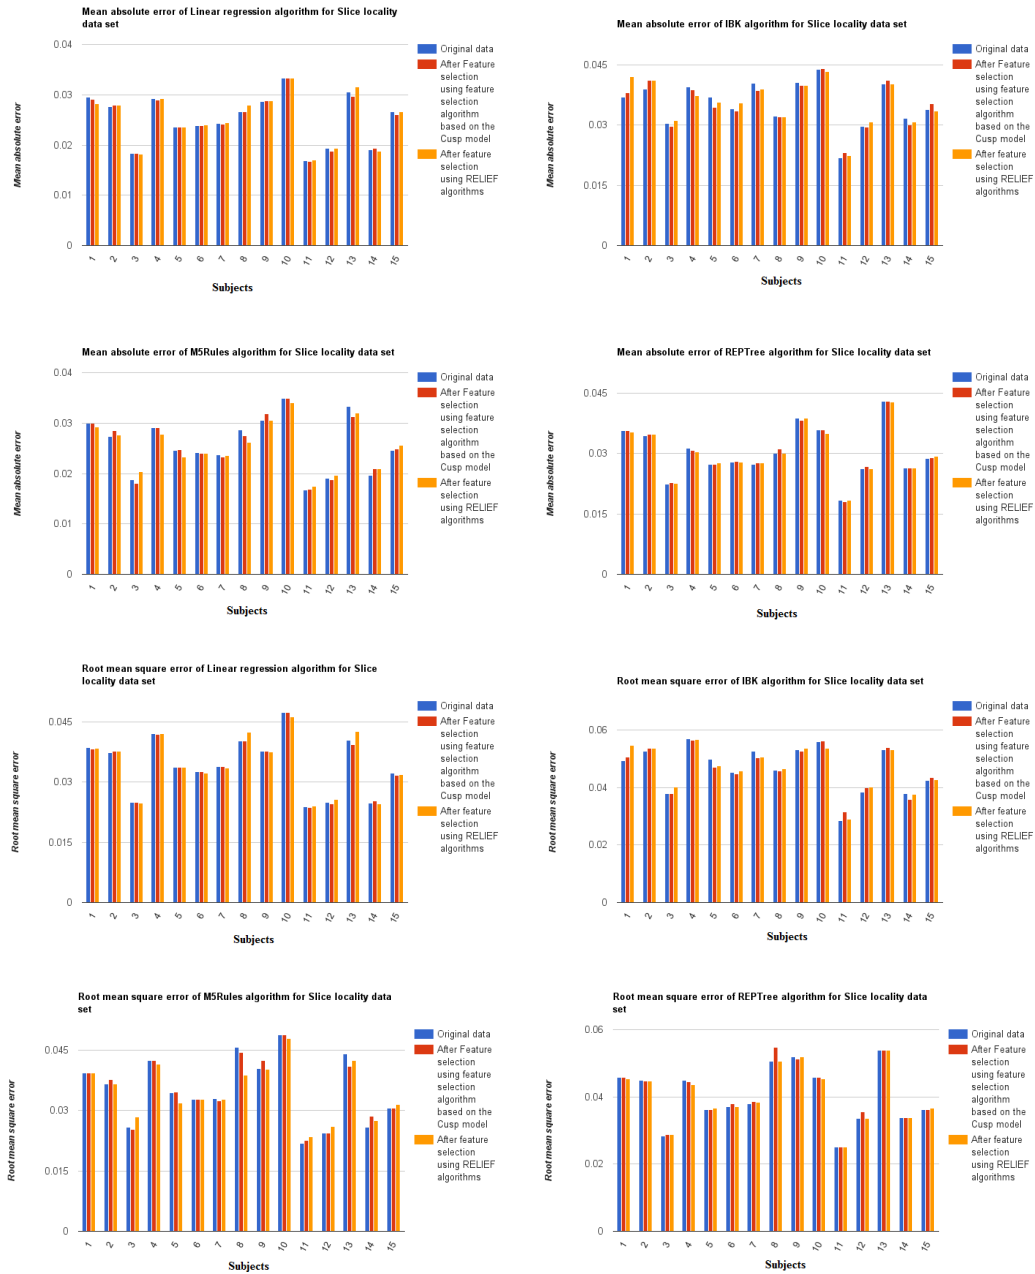 Mean absolute error of Linear regression algorithm for Slice locality
data set
Mean absolute error
0.04
0.03
0.02
0.01
0
1 2 3 4 5 6 7 8 9 10 11 12 13 14 15
Subjects
Original data
After Feature
selection
using feature
selection
algorithm
based on the
Cusp model
After feature
selection
using RELIEF
algorithms
Mean absolute error of IBK algorithm for Slice locality data set
Mean absolute error
0.045
0.03
0.015
0
1 2 3 4 5 6 7 8 9 10 11 12 13 14 15
Subjects
Original data
After Feature
selection
using feature
selection
algorithm
based on the
Cusp model
After feature
selection
using RELIEF
algorithms
Mean absolute error of M5Rules algorithm for Slice locality data set
Mean absolute error
0.04
0.03
0.02
0.01
0
1 2 3 4 5 6 7 8 9 10 11 12 13 14 15
Subjects
Original data
After Feature
selection
using feature
selection
algorithm
based on the
Cusp model
After feature
selection
using RELIEF
algorithms
Mean absolute error of REPTree algorithm for Slice locality data set
Mean absolute error
0.045
0.03
0.015
0
1 2 3 4 5 6 7 8 9 10 11 12 13 14 15
Subjects
Original data
After Feature
selection
using feature
selection
algorithm
based on the
Cusp model
After feature
selection
using RELIEF
algorithms
Root mean square error of Linear regression algorithm for Slice
locality data set
Root mean square error
0.045
0.03
0.015
0
1 2 3 4 5 6 7 8 9 10 11 12 13 14 15
Subjects
Original data
After Feature
selection
using feature
selection
algorithm
based on the
Cusp model
After feature
selection
using RELIEF
algorithms
Root mean square error of IBK algorithm for Slice locality data set
Root mean square error
0.06
0.04
0.02
0
1 2 3 4 5 6 7 8 9 10 11 12 13 14 15
Subjects
Original data
After Feature
selection
using feature
selection
algorithm
based on the
Cusp model
After feature
selection
using RELIEF
algorithms
Root mean square error of M5Rules algorithm for Slice locality data
set
Root mean square error
0.045
0.03
0.015
0
1 2 3 4 5 6 7 8 9 10 11 12 13 14 15
Subjects
Original data
After Feature
selection
using feature
selection
algorithm
based on the
Cusp model
After feature
selection
using RELIEF
algorithms
Root mean square error of REPTree algorithm for Slice locality data
set
Root mean square error
0.06
0.04
0.02
0
1 2 3 4 5 6 7 8 9 10 11 12 13 14 15
Subjects
Original data
After Feature
selection
using feature
selection
algorithm
based on the
Cusp model
After feature
selection
using RELIEF
algorithms